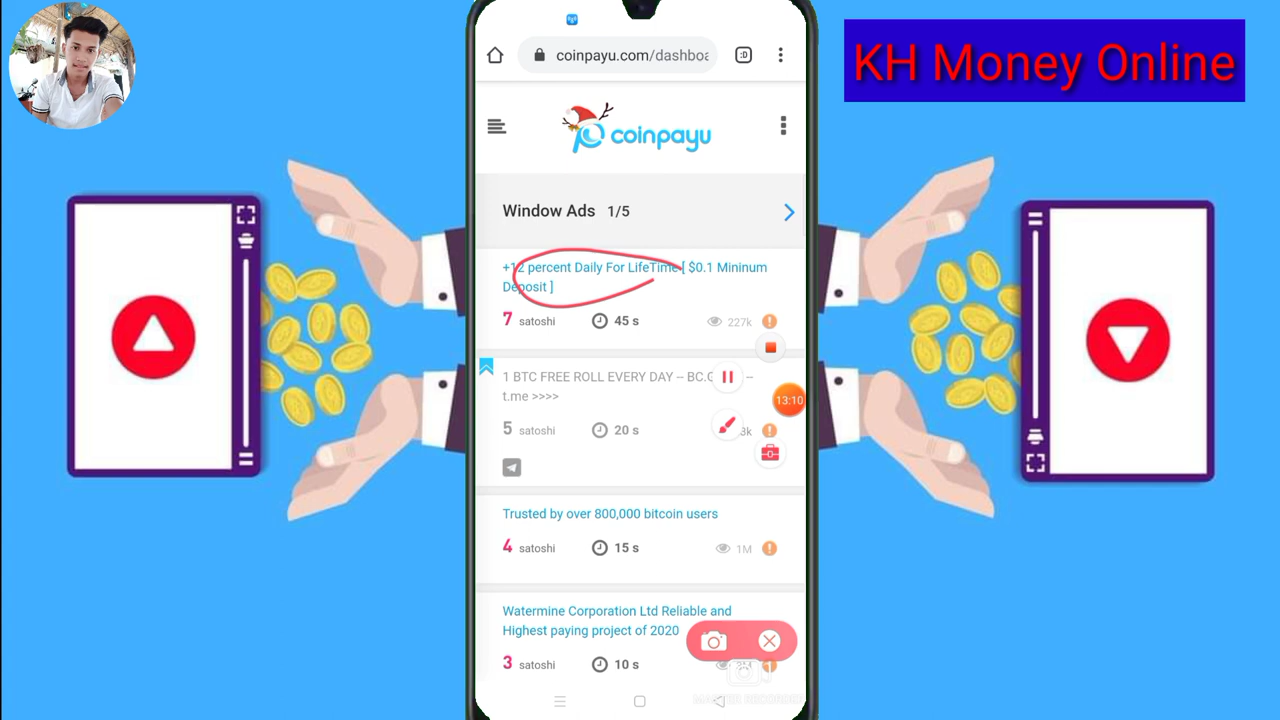 KH Money Online
coinpayu.com/dashboa
:D
coinpayu
Window Ads 1/5
+12 percent Daily For LifeTime [ $0.1 Mininum
Deposit ]
7 satoshi 45 s 227k
1 BTC FREE ROLL EVERY DAY -- BC.G --
t.me >>>>
13:10
5 satoshi 20 s
Trusted by over 800,000 bitcoin users
4 satoshi 15 s 1M
Watermine Corporation Ltd Reliable and
Highest paying project of 2020
3 satoshi 10 s